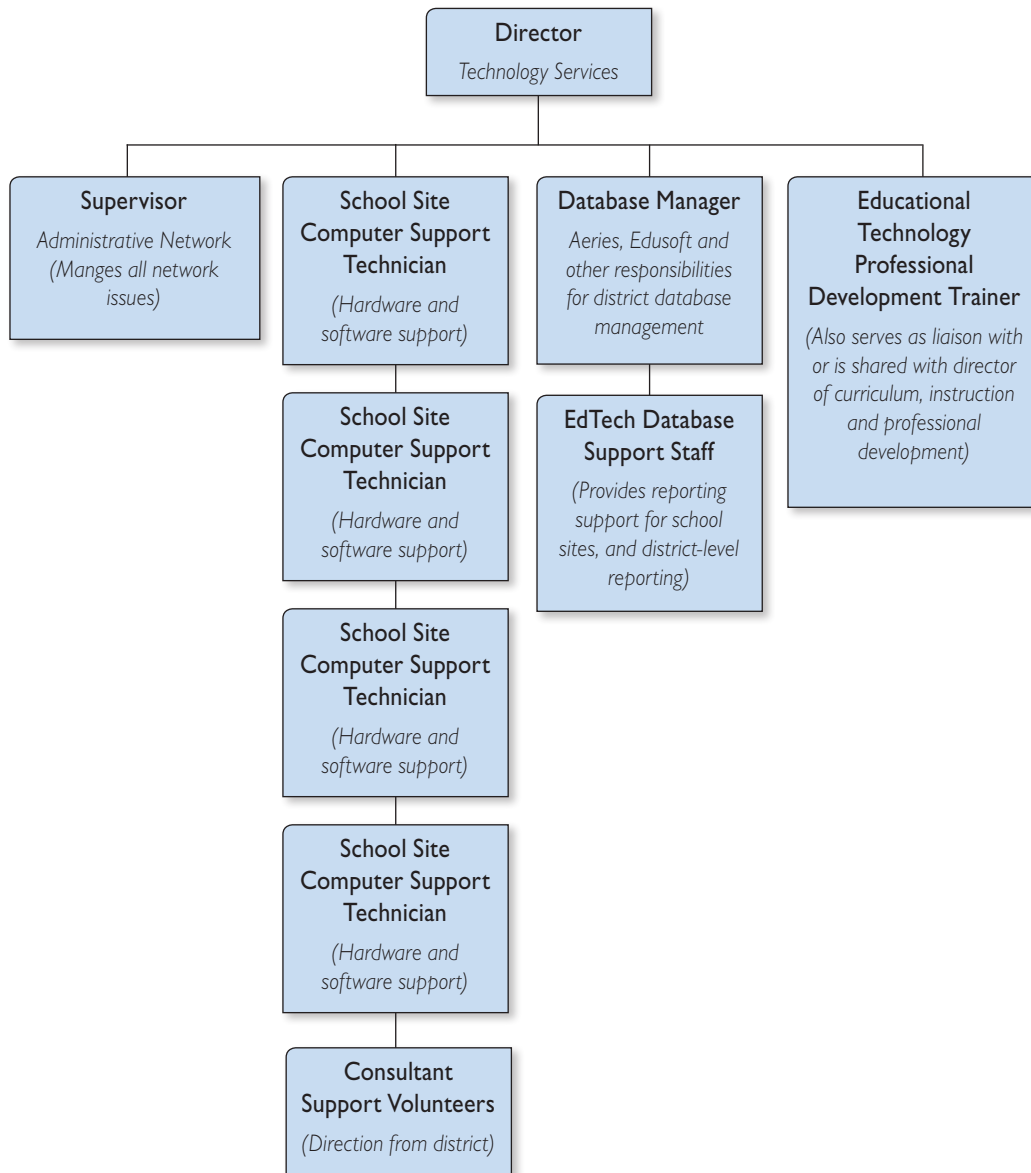 Director
Technology Services
Supervisor
Administrative Network
(Manges all network
issues)
School Site
Computer Support
Technician
(Hardware and
software support)
School Site
Computer Support
Technician
(Hardware and
software support)
School Site
Computer Support
Technician
(Hardware and
software support)
School Site
Computer Support
Technician
(Hardware and
software support)
Consultant
Support Volunteers
(Direction from district)
Database Manager
Aeries, Edusoft and
other responsibilities
for district database
management
EdTech Database
Support Staff
(Provides reporting
support for school
sites, and district-level
reporting)
Educational
Technology
Professional
Development Trainer
(Also serves as liaison with
or is shared with director
of curriculum, instruction
and professional
development)